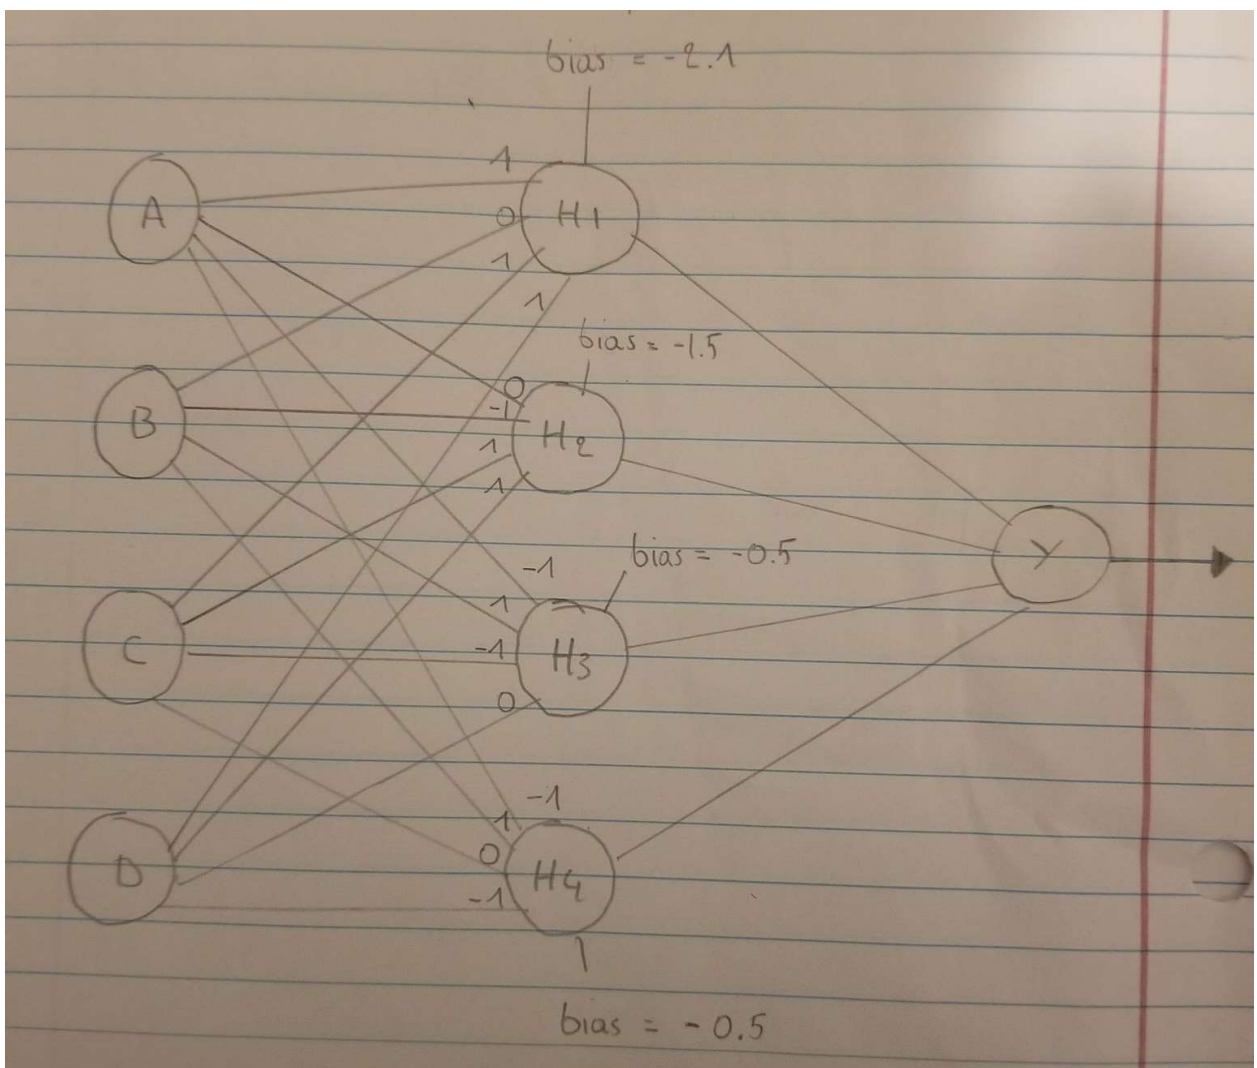 bias = -2.1
1
A
0
H1
1
1
bias = -1.5
0
-1
B
H2
1
1
bias = -0.5
-1
1
Y
C
-1
H3
0
-1
1
0
D
H4
-1
bias = -0.5